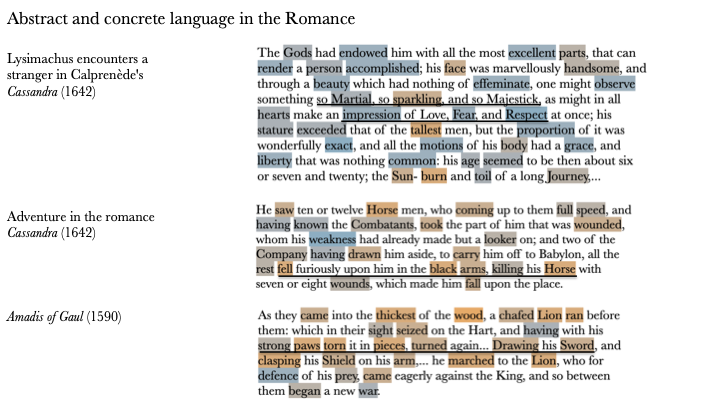 Abstract and concrete language in the Romance
Lysimachus encounters a
stranger in Calprenède's
Cassandra (1642)
The Gods had endowed him with all the most excellent parts, that can
render a person accomplished; his face was marvellously handsome, and
through a beauty which had nothing of effeminate, one might observe
something so Martial, so sparkling, and so Majestick, as might in all
hearts make an impression of Love, Fear, and Respect at once; his
stature exceeded that of the tallest men, but the proportion of it was
wonderfully exact, and all the motions of his body had a grace, and
liberty that was nothing common: his age seemed to be then about six
or seven and twenty; the Sun- burn and toil of a long Journey,...
Adventure in the romance
Cassandra (1642)
He saw ten or twelve Horse men, who coming up to them full speed, and
having known the Combatants, took the part of him that was wounded,
whom his weakness had already made but a looker on; and two of the
Company having drawn him aside, to carry him off to Babylon, all the
rest fell furiously upon him in the black arms, killing his Horse with
seven or eight wounds, which made him fall upon the place.
Amadis of Gaul (1590)
As they came into the thickest of the wood, a chafed Lion ran before
them: which in their sight seized on the Hart, and having with his
strong paws torn it in pieces, turned again... Drawing his Sword, and
clasping his Shield on his arm,... he marched to the Lion, who for
defence of his prey, came eagerly against the King, and so between
them began a new war.